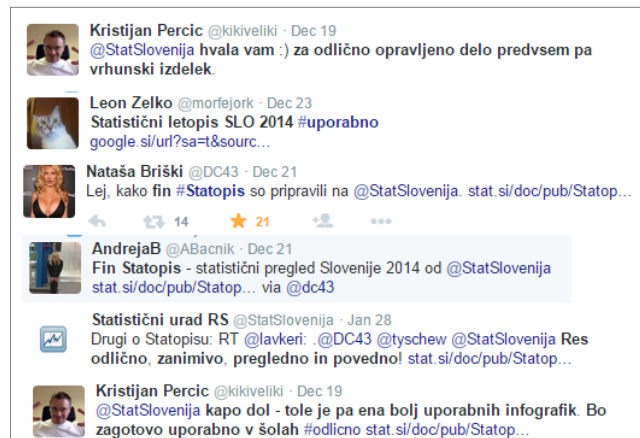 Kristijan Percic @kikiveliki · Dec 19
@StatSlovenija hvala vam :) za odlično opravljeno delo predvsem pa
vrhunski izdelek.
Leon Zelko @morfejork · Dec 23
Statistični letopis SLO 2014 #uporabno
google.si/url?sa=t&sourc...
Nataša Briški @DC43 · Dec 21
Lej, kako fin #Statopis so pripravili na @StatSlovenija. stat.si/doc/pub/Statop...
14 21
AndrejaB @ABacnik · Dec 21
Fin Statopis - statistični pregled Slovenije 2014 od @StatSlovenija
stat.si/doc/pub/Statop... via @dc43
Statistični urad RS @StatSlovenija · Jan 28
Drugi o Statopisu: RT @lavkeri: .@DC43 @tyschew @StatSlovenija Res
odlično, zanimivo, pregledno in povedno! stat.si/doc/pub/Statop...
Kristijan Percic @kikiveliki · Dec 19
@StatSlovenija kapo dol - tole je pa ena bolj uporabnih infografik. Bo
zagotovo uporabno v šolah #odlicno stat.si/doc/pub/Statop...